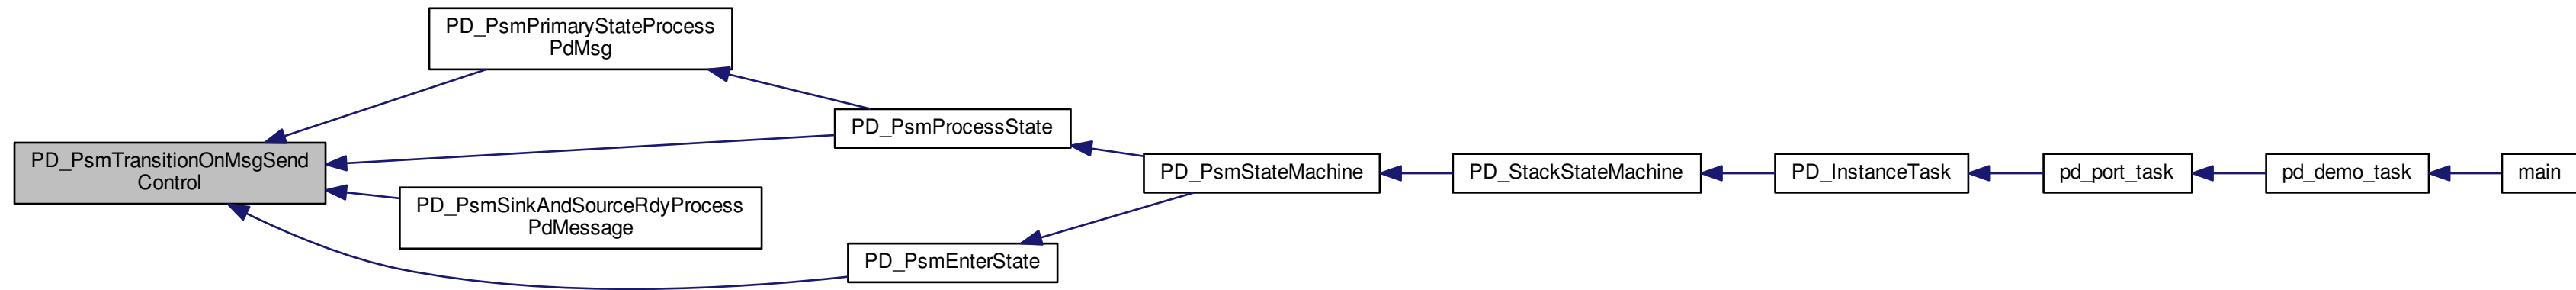 PD_PsmPrimaryStateProcess
PdMsg
PD_PsmProcessState
PD_PsmTransitionOnMsgSend
Control
PD_PsmStateMachine
PD_StackStateMachine
PD_InstanceTask
pd_port_task
pd_demo_task
main
PD_PsmSinkAndSourceRdyProcess
PdMessage
PD_PsmEnterState